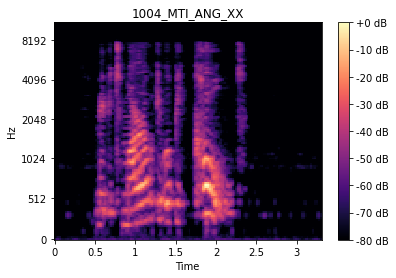 1004_MTI_ANG_XX
8192
4096
2048
1024
512
0
Hz
0 0.5 1 1.5 2 2.5 3
Time
+0 dB
-10 dB
-20 dB
-30 dB
-40 dB
-50 dB
-60 dB
-70 dB
-80 dB